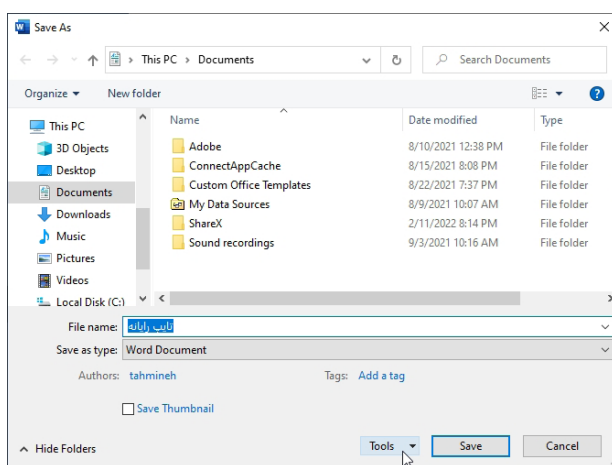 Save As
This PC > Documents
Search Documents
Organize
New folder
This PC
3D Objects
Desktop
Documents
Downloads
Music
Pictures
Videos
Local Disk (C:)
Name Date modified Type
Adobe 8/10/2021 12:38 PM File folder
ConnectAppCache 8/15/2021 8:08 PM File folder
Custom Office Templates 8/22/2021 7:37 PM File folder
My Data Sources 8/9/2021 10:07 AM File folder
ShareX 2/11/2022 8:14 PM File folder
Sound recordings 9/3/2021 10:16 AM File folder
File name: تایپ رایانه
Save as type: Word Document
Authors: tahmineh Tags: Add a tag
Save Thumbnail
Hide Folders Tools Save Cancel